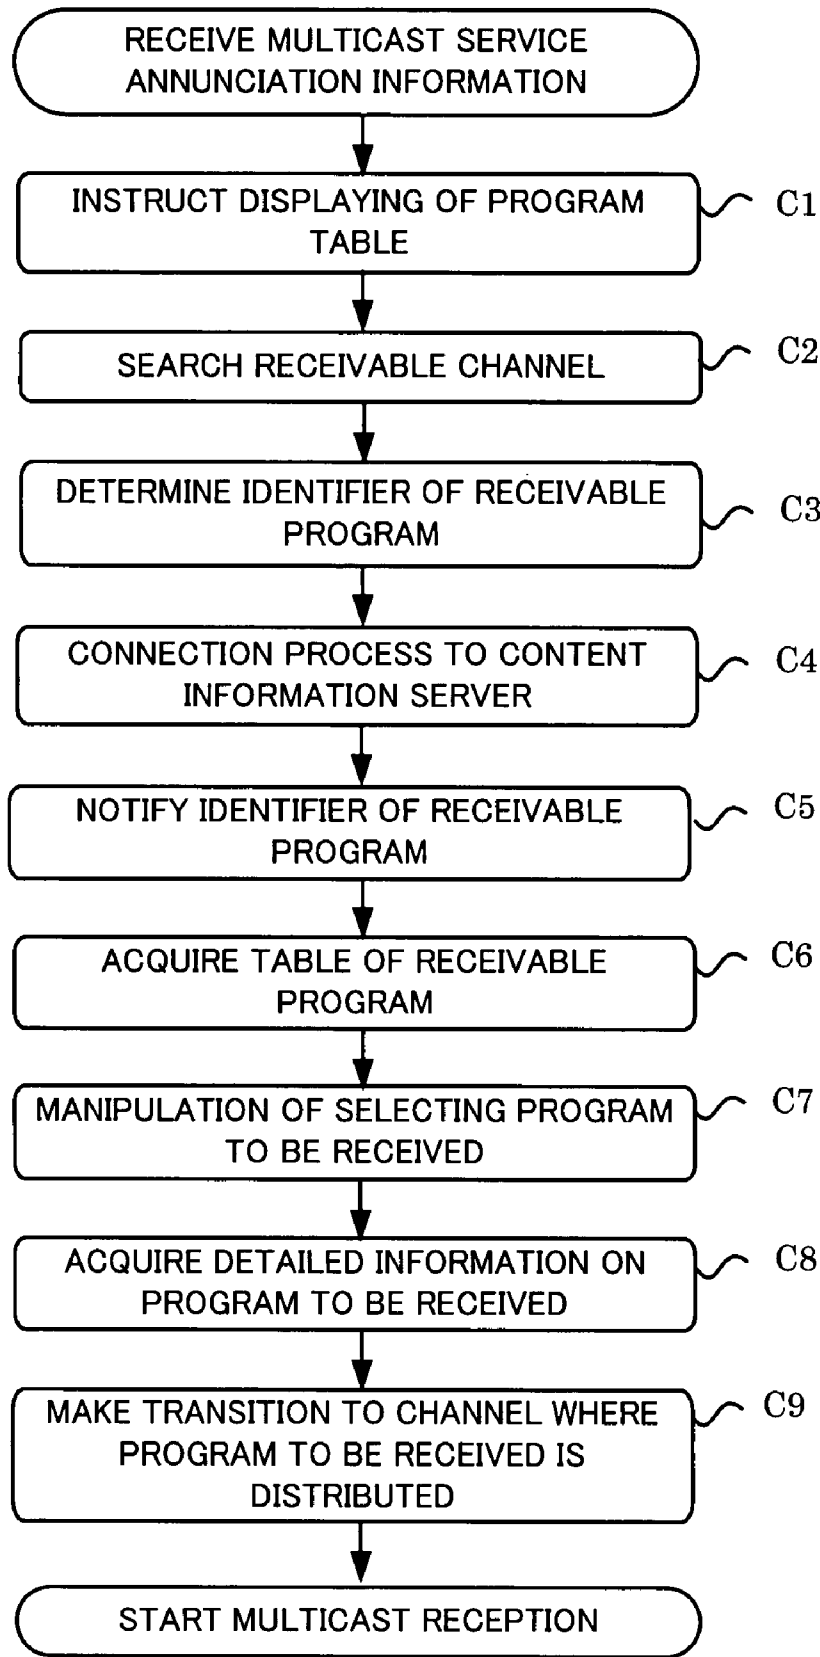 RECEIVE MULTICAST SERVICE
ANNUNCIATION INFORMATION
INSTRUCT DISPLAYING OF PROGRAM
TABLE
C1
SEARCH RECEIVABLE CHANNEL
C2
DETERMINE IDENTIFIER OF RECEIVABLE
PROGRAM
C3
CONNECTION PROCESS TO CONTENT
INFORMATION SERVER
C4
NOTIFY IDENTIFIER OF RECEIVABLE
PROGRAM
C5
ACQUIRE TABLE OF RECEIVABLE
PROGRAM
C6
MANIPULATION OF SELECTING PROGRAM
TO BE RECEIVED
C7
ACQUIRE DETAILED INFORMATION ON
PROGRAM TO BE RECEIVED
C8
MAKE TRANSITION TO CHANNEL WHERE
PROGRAM TO BE RECEIVED IS
DISTRIBUTED
C9
START MULTICAST RECEPTION